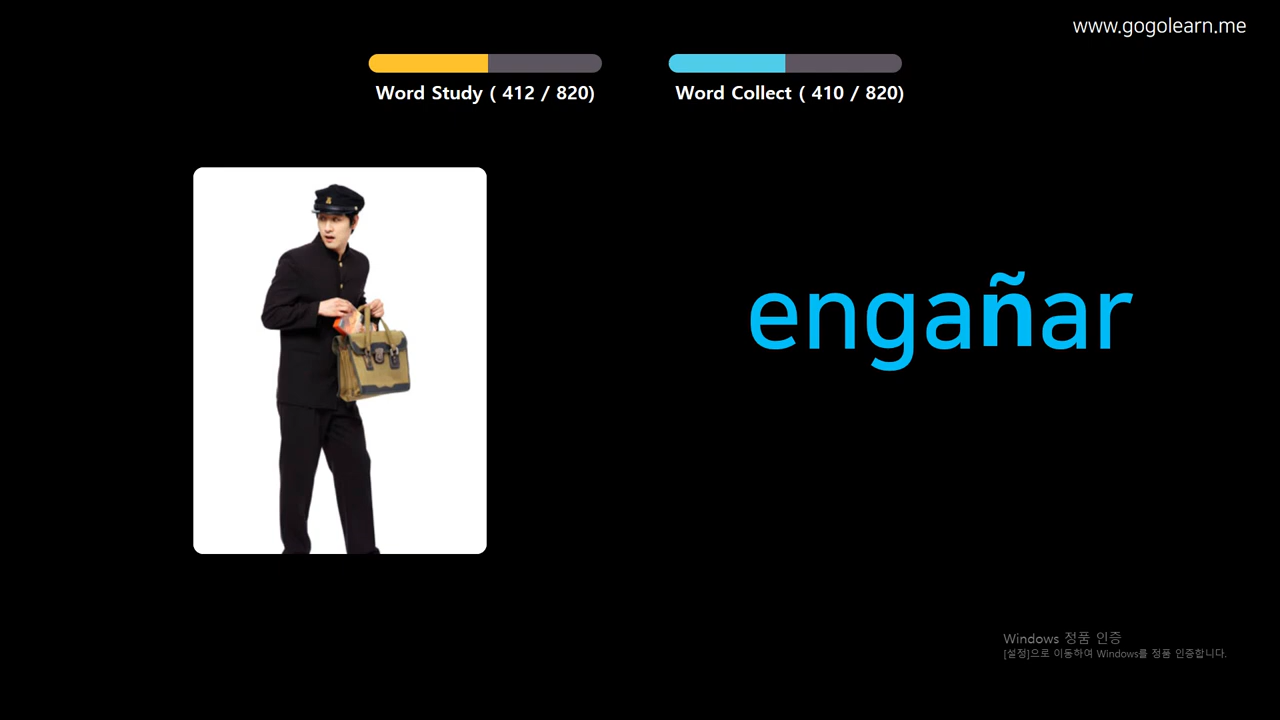 www.gogolearn.me
Word Study ( 412 / 820)
Word Collect ( 410 / 820)
engañar
Windows 정품 인증
[설정]으로 이동하여 Windows를 정품 인증합니다.